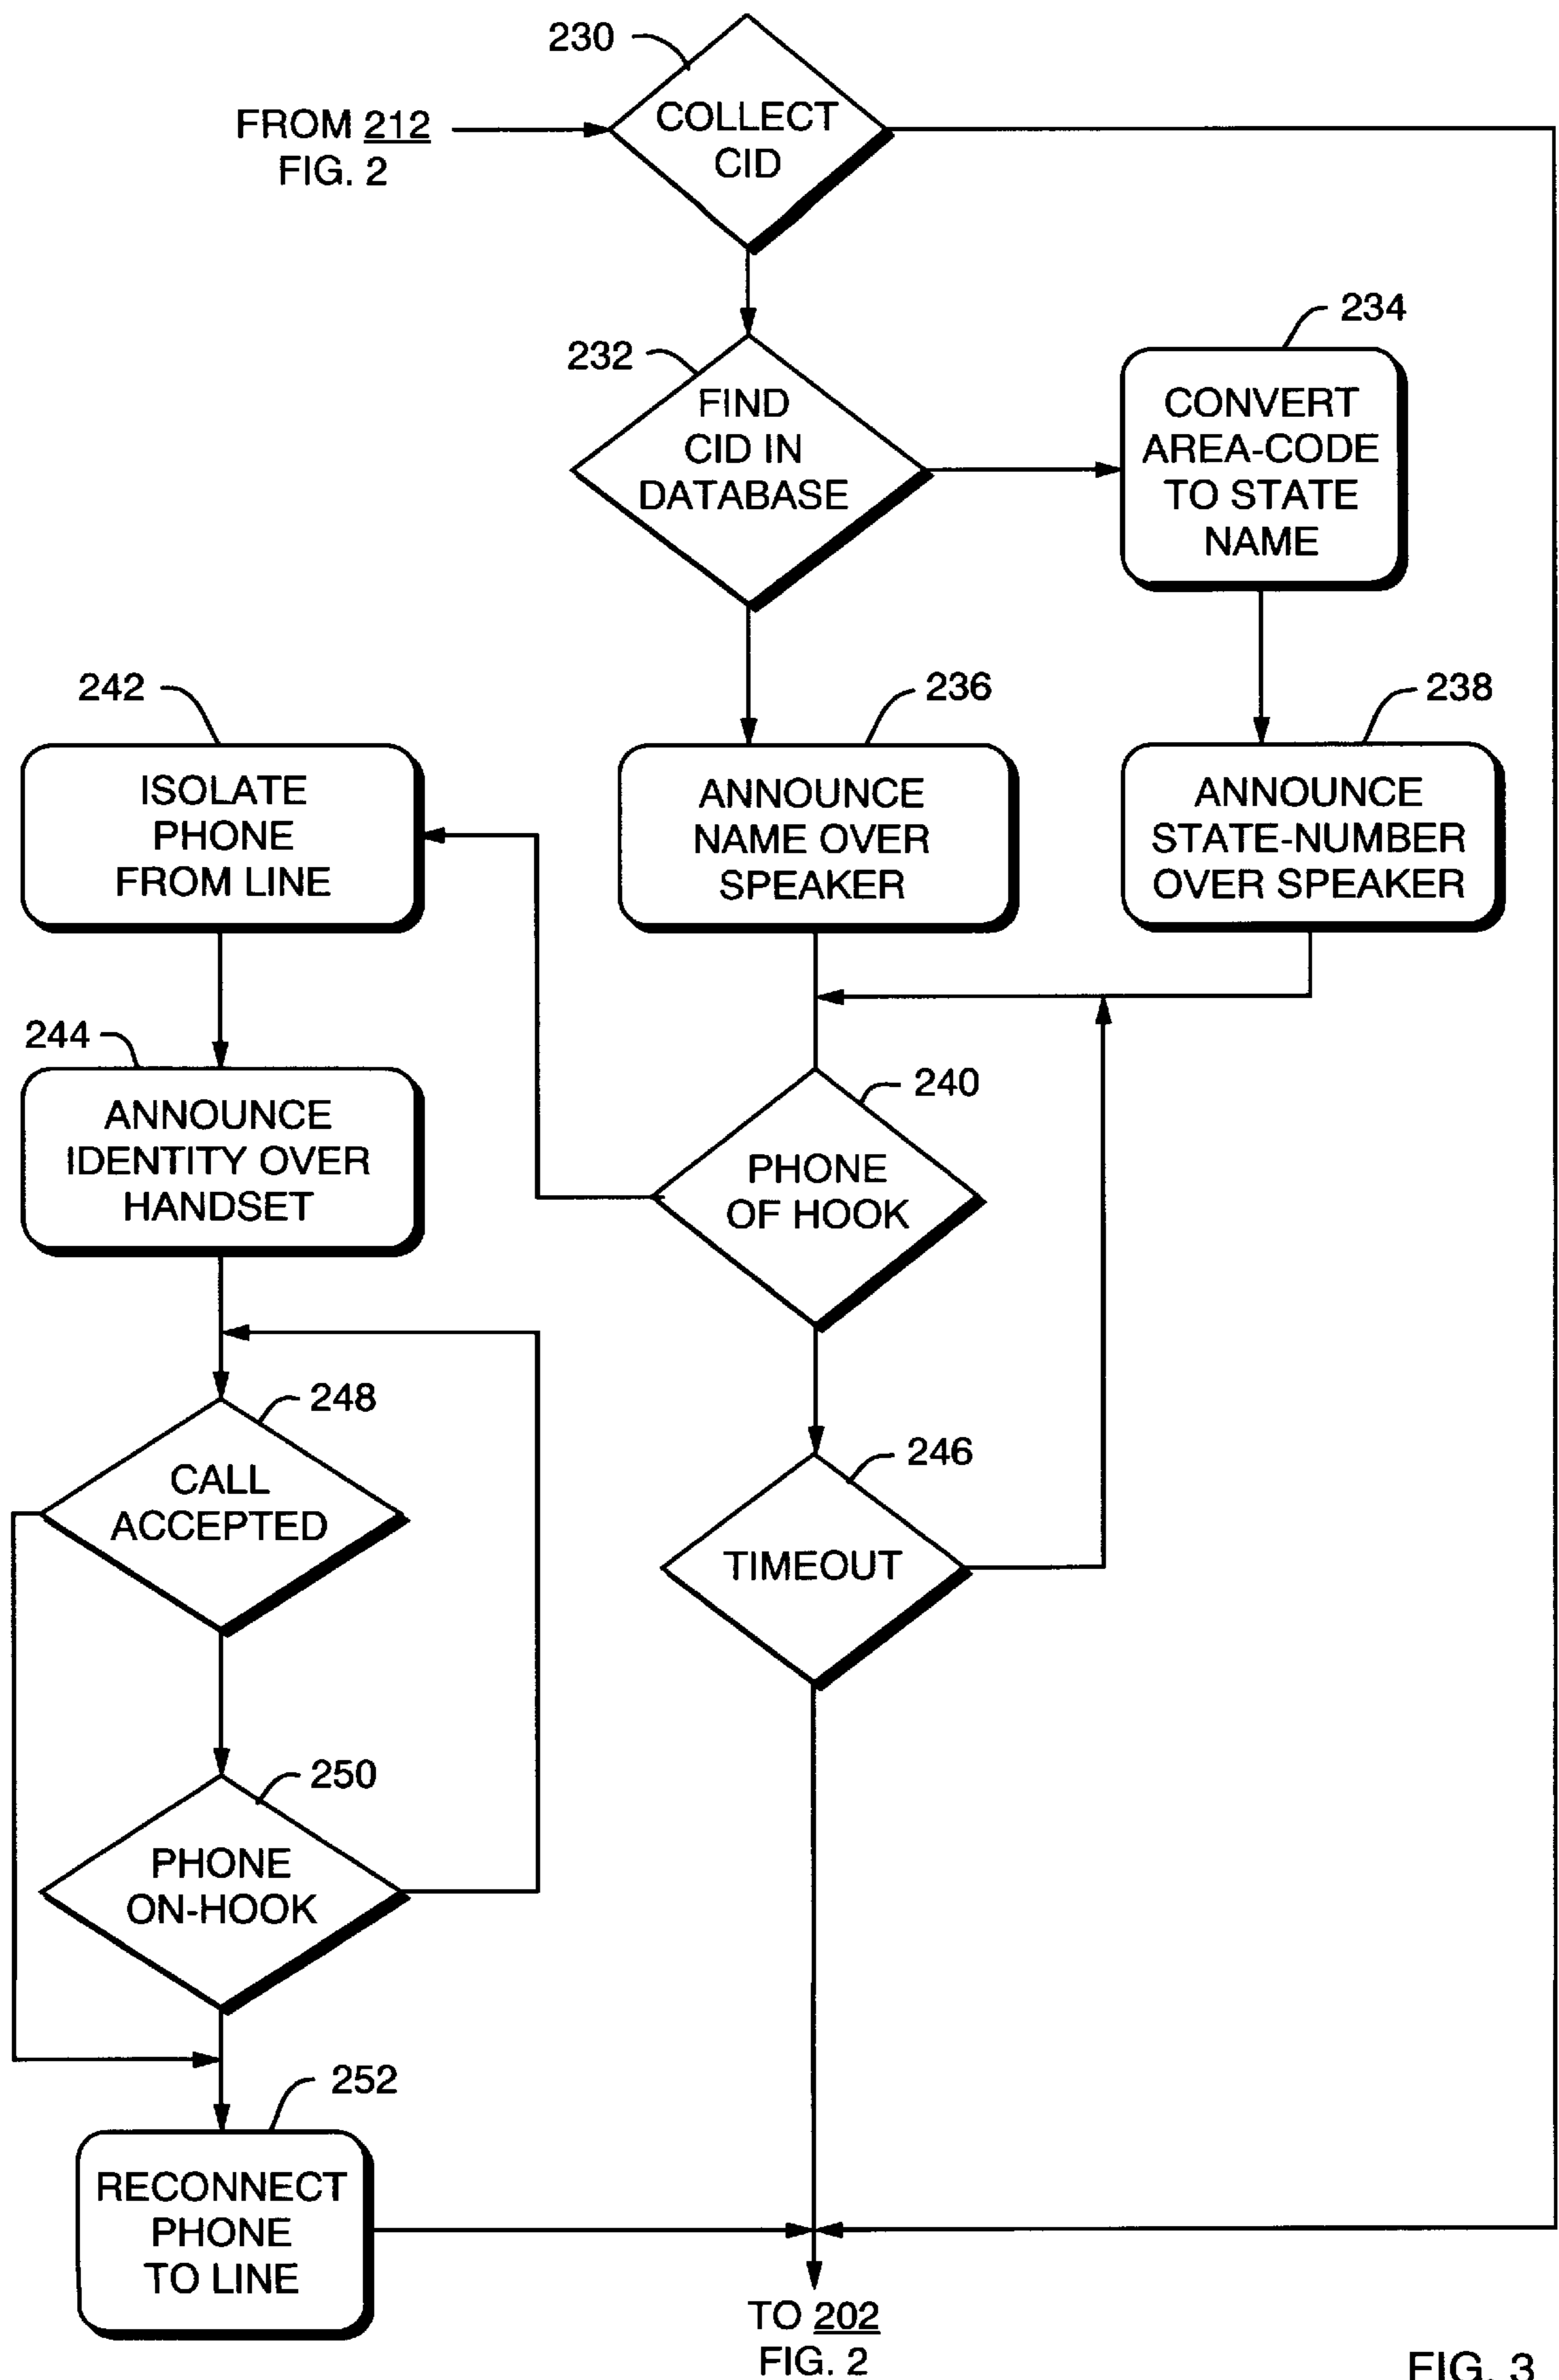 230
COLLECT
CID
FROM 212
FIG. 2
234
232
FIND
CID IN
DATABASE
CONVERT
AREA-CODE
TO STATE
NAME
242
236
238
ISOLATE
PHONE
FROM LINE
ANNOUNCE
NAME OVER
SPEAKER
ANNOUNCE
STATE-NUMBER
OVER SPEAKER
244
ANNOUNCE
IDENTITY OVER
HANDSET
240
PHONE
OF HOOK
248
CALL
ACCEPTED
246
TIMEOUT
250
PHONE
ON-HOOK
252
RECONNECT
PHONE
TO LINE
TO 202
FIG. 2
FIG. 3